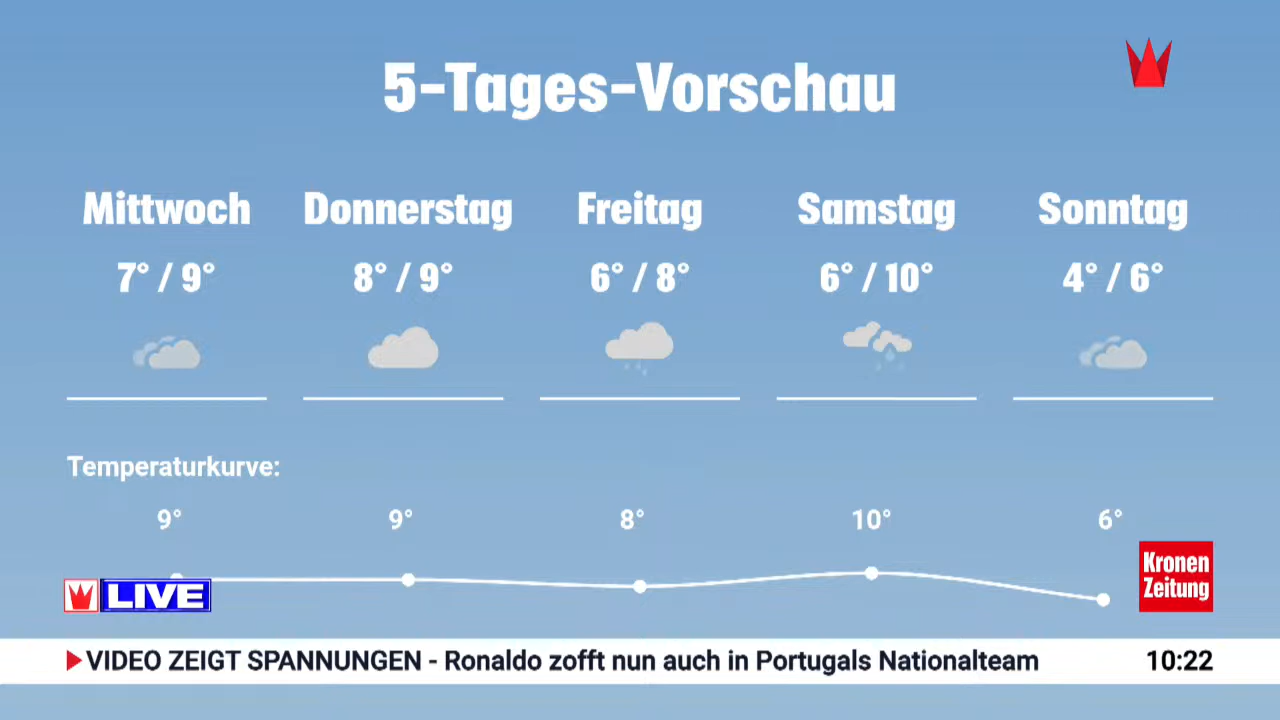 5-Tages-Vorschau
Mittwoch Donnerstag Freitag Samstag Sonntag
7° / 9° 8° / 9° 6° / 8° 6° / 10° 4° / 6°
Temperaturkurve:
9° 9° 8° 10° 6°
Kronen
Zeitung
LIVE
VIDEO ZEIGT SPANNUNGEN - Ronaldo zofft nun auch in Portugals Nationalteam 10:22